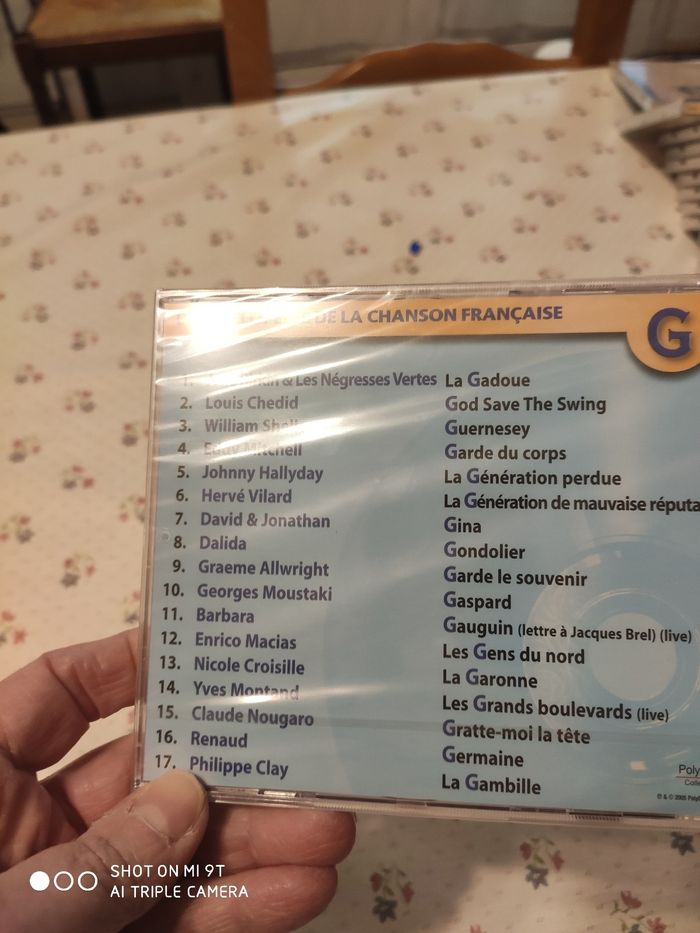 DE LA CHANSON FRANÇAISE
G
1. & Les Négresses Vertes La Gadoue
2. Louis Chedid God Save The Swing
3. William Guernesey
4. Eddy Mitchell Garde du corps
5. Johnny Hallyday La Génération perdue
6. Hervé Vilard La Génération de mauvaise réputa
7. David & Jonathan Gina
8. Dalida Gondolier
9. Graeme Allwright Garde le souvenir
10. Georges Moustaki Gaspard
11. Barbara Gauguin (lettre à Jacques Brel) (live)
12. Enrico Macias Les Gens du nord
13. Nicole Croisille La Garonne
14. Yves Montand Les Grands boulevards (live)
15. Claude Nougaro Gratte-moi la tête
16. Renaud Germaine
17. Philippe Clay La Gambille
Poly
SHOT ON MI 9T
AI TRIPLE CAMERA